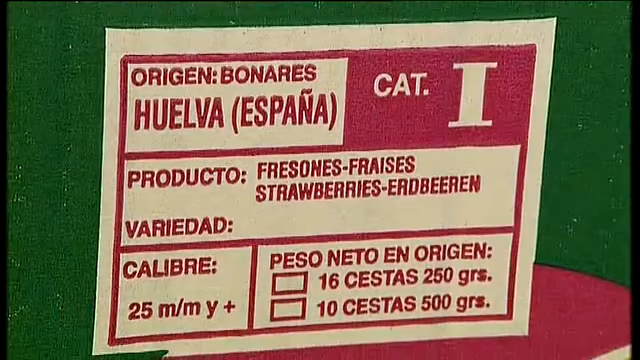 ORIGEN: BONARES
HUELVA (ESPAÑA)
CAT. I
PRODUCTO: FRESONES-FRAISES
STRAWBERRIES-ERDBEEREN
VARIEDAD:
CALIBRE:
25 m/m y +
PESO NETO EN ORIGEN:
16 CESTAS 250 grs.
10 CESTAS 500 grs.